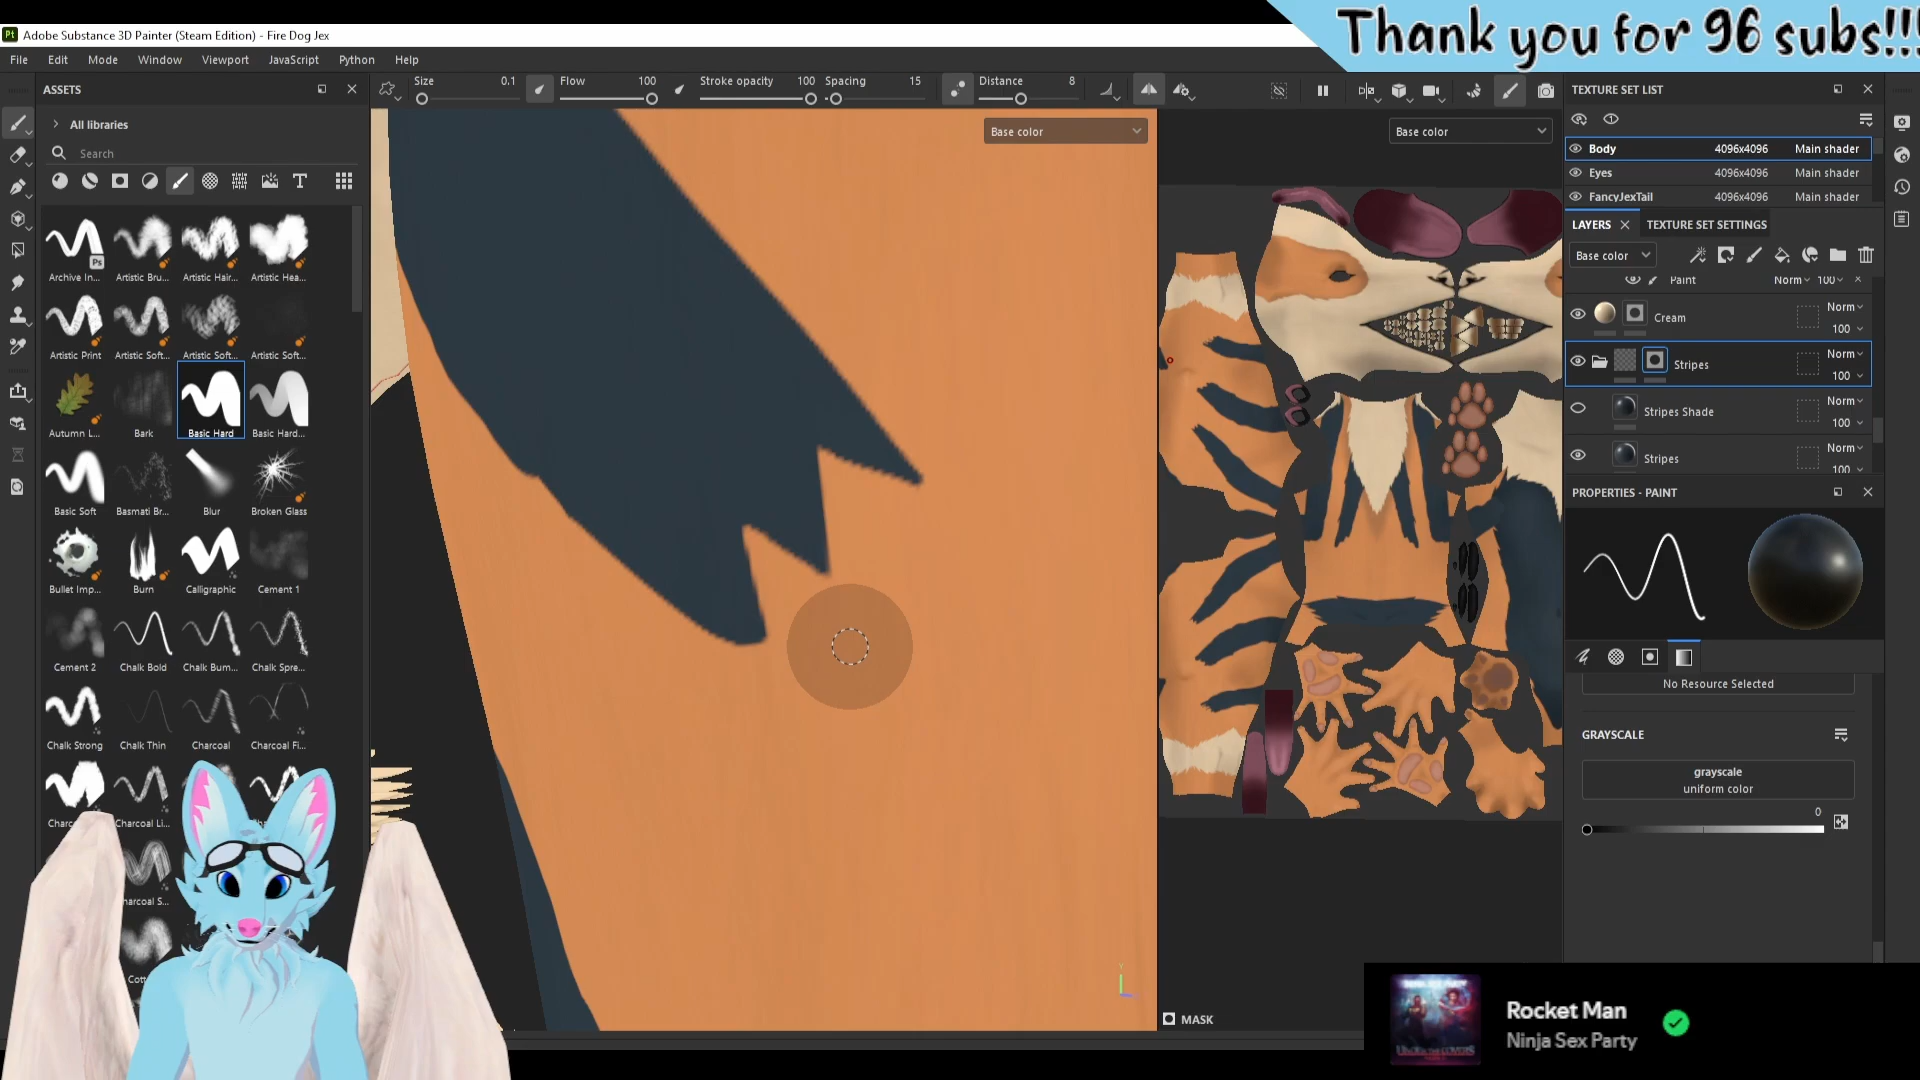 Thank you for 96 subs!!!
Adobe Substance 3D Painter (Steam Edition) - Fire Dog Jex
File Edit Mode Window Viewport JavaScript Python Help
ASSETS
Size 0.1 Flow 100 Stroke opacity 100 Spacing 15 Distance 8
All libraries
Search
Archive In... Artistic Bru... Artistic Hair... Artistic Hea...
Artistic Print Artistic Soft... Artistic Soft... Artistic Soft...
Autumn L... Bark Basic Hard Basic Hard...
Basic Soft Basmati Br... Blur Broken Glass
Bullet Imp... Burn Calligraphic Cement 1
Cement 2 Chalk Bold Chalk Bum... Chalk Spre...
Chalk Strong Chalk Thin Charcoal Charcoal Fi...
Charcoal Li...
Base color
Base color
MASK
TEXTURE SET LIST
Body 4096x4096 Main shader
Eyes 4096x4096 Main shader
FancyJexTail 4096x4096 Main shader
LAYERS TEXTURE SET SETTINGS
Base color
Paint Norm 100
Cream Norm 100
Stripes Norm 100
Stripes Shade Norm 100
Stripes Norm 100
PROPERTIES - PAINT
No Resource Selected
GRAYSCALE
grayscale
uniform color
0
Rocket Man
Ninja Sex Party